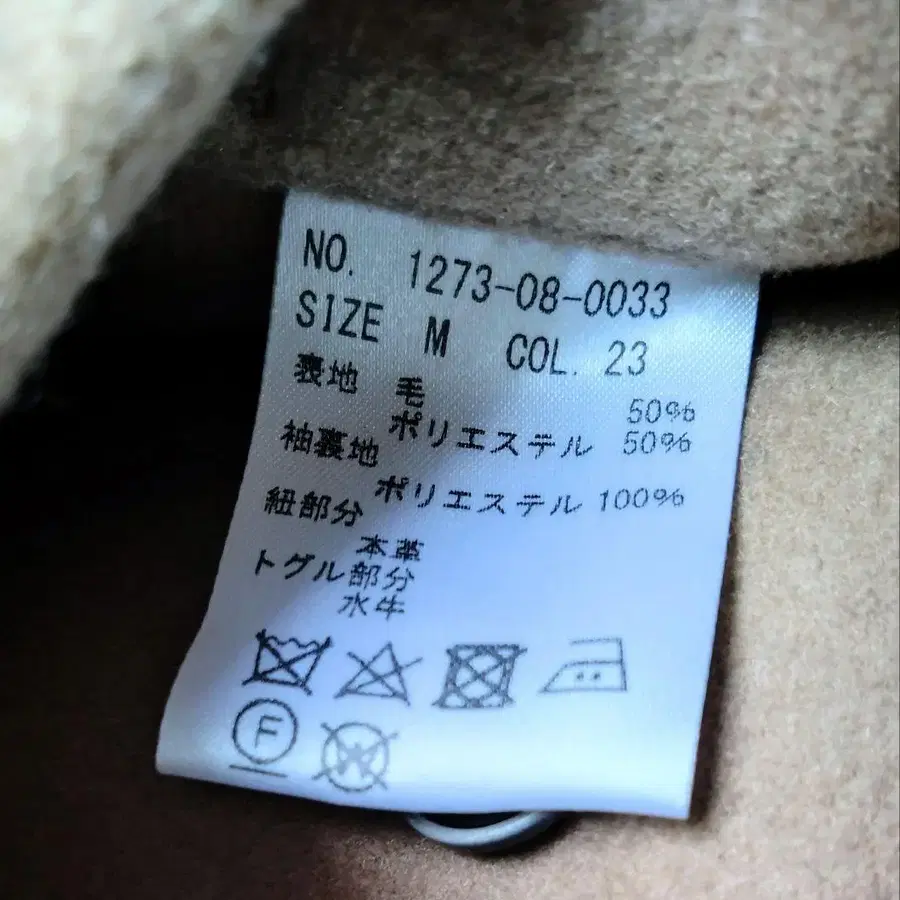 NO. 1273-08-0033
SIZE M COL. 23
表地 毛 50%
ポリエステル 50%
袖裏地
ポリエステル 100%
紐部分
本革
トグル部分
水牛
F
W